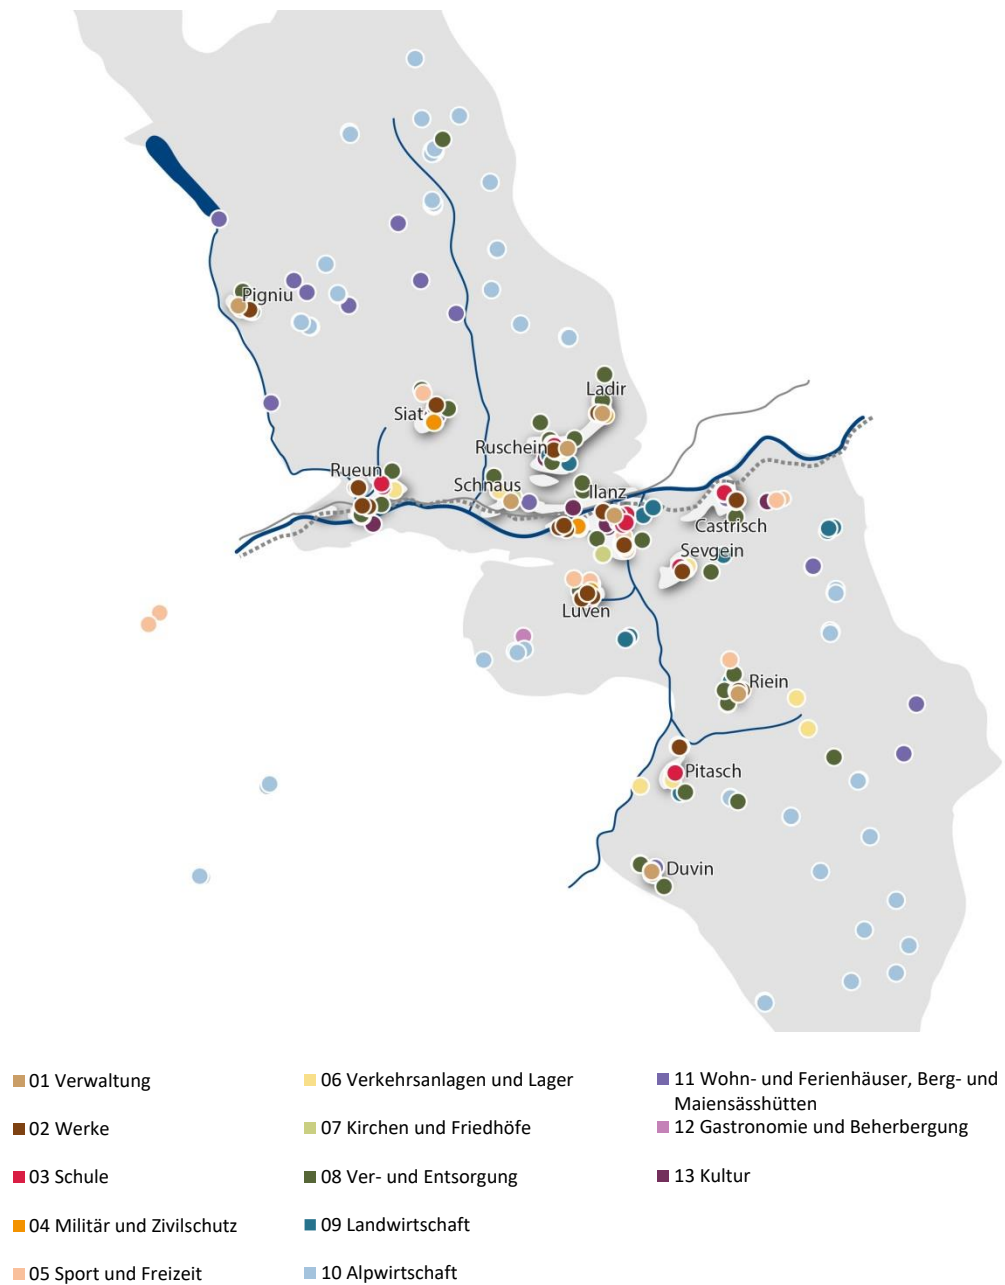 Pigniu
Ladir
Siat
Ruschein
Rueun
Schnaus
Ilanz
Castrisch
Sevgein
Luven
Riein
Pitasch
Duvin
01 Verwaltung
02 Werke
03 Schule
04 Militär und Zivilschutz
05 Sport und Freizeit
06 Verkehrsanlagen und Lager
07 Kirchen und Friedhöfe
08 Ver- und Entsorgung
09 Landwirtschaft
10 Alpwirtschaft
11 Wohn- und Ferienhäuser, Berg- und
Maiensässhütten
12 Gastronomie und Beherbergung
13 Kultur